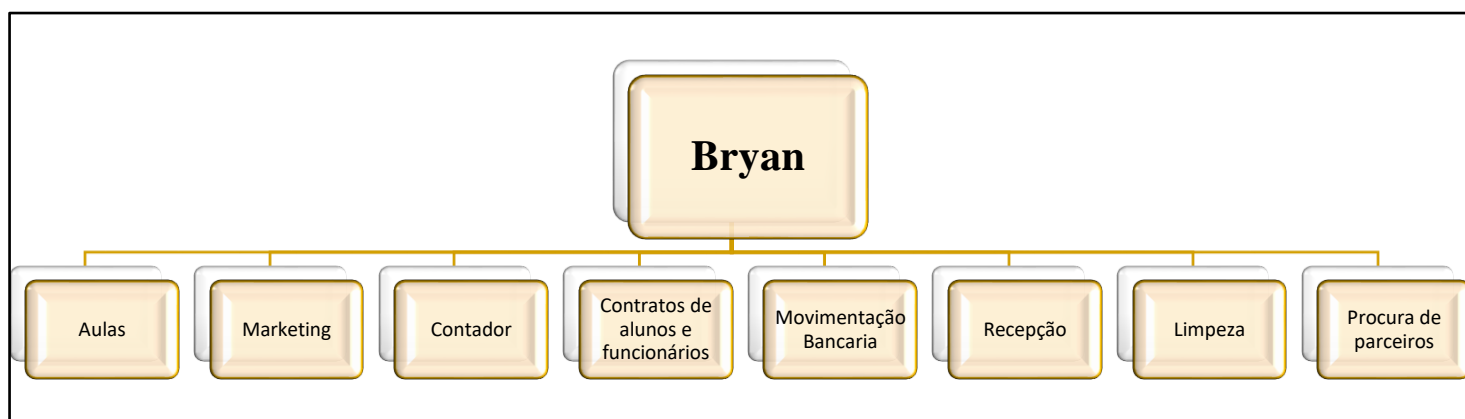 Bryan
Aulas
Marketing
Contador
Contratos de
alunos e
funcionários
Movimentação
Bancaria
Recepção
Limpeza
Procura de
parceiros